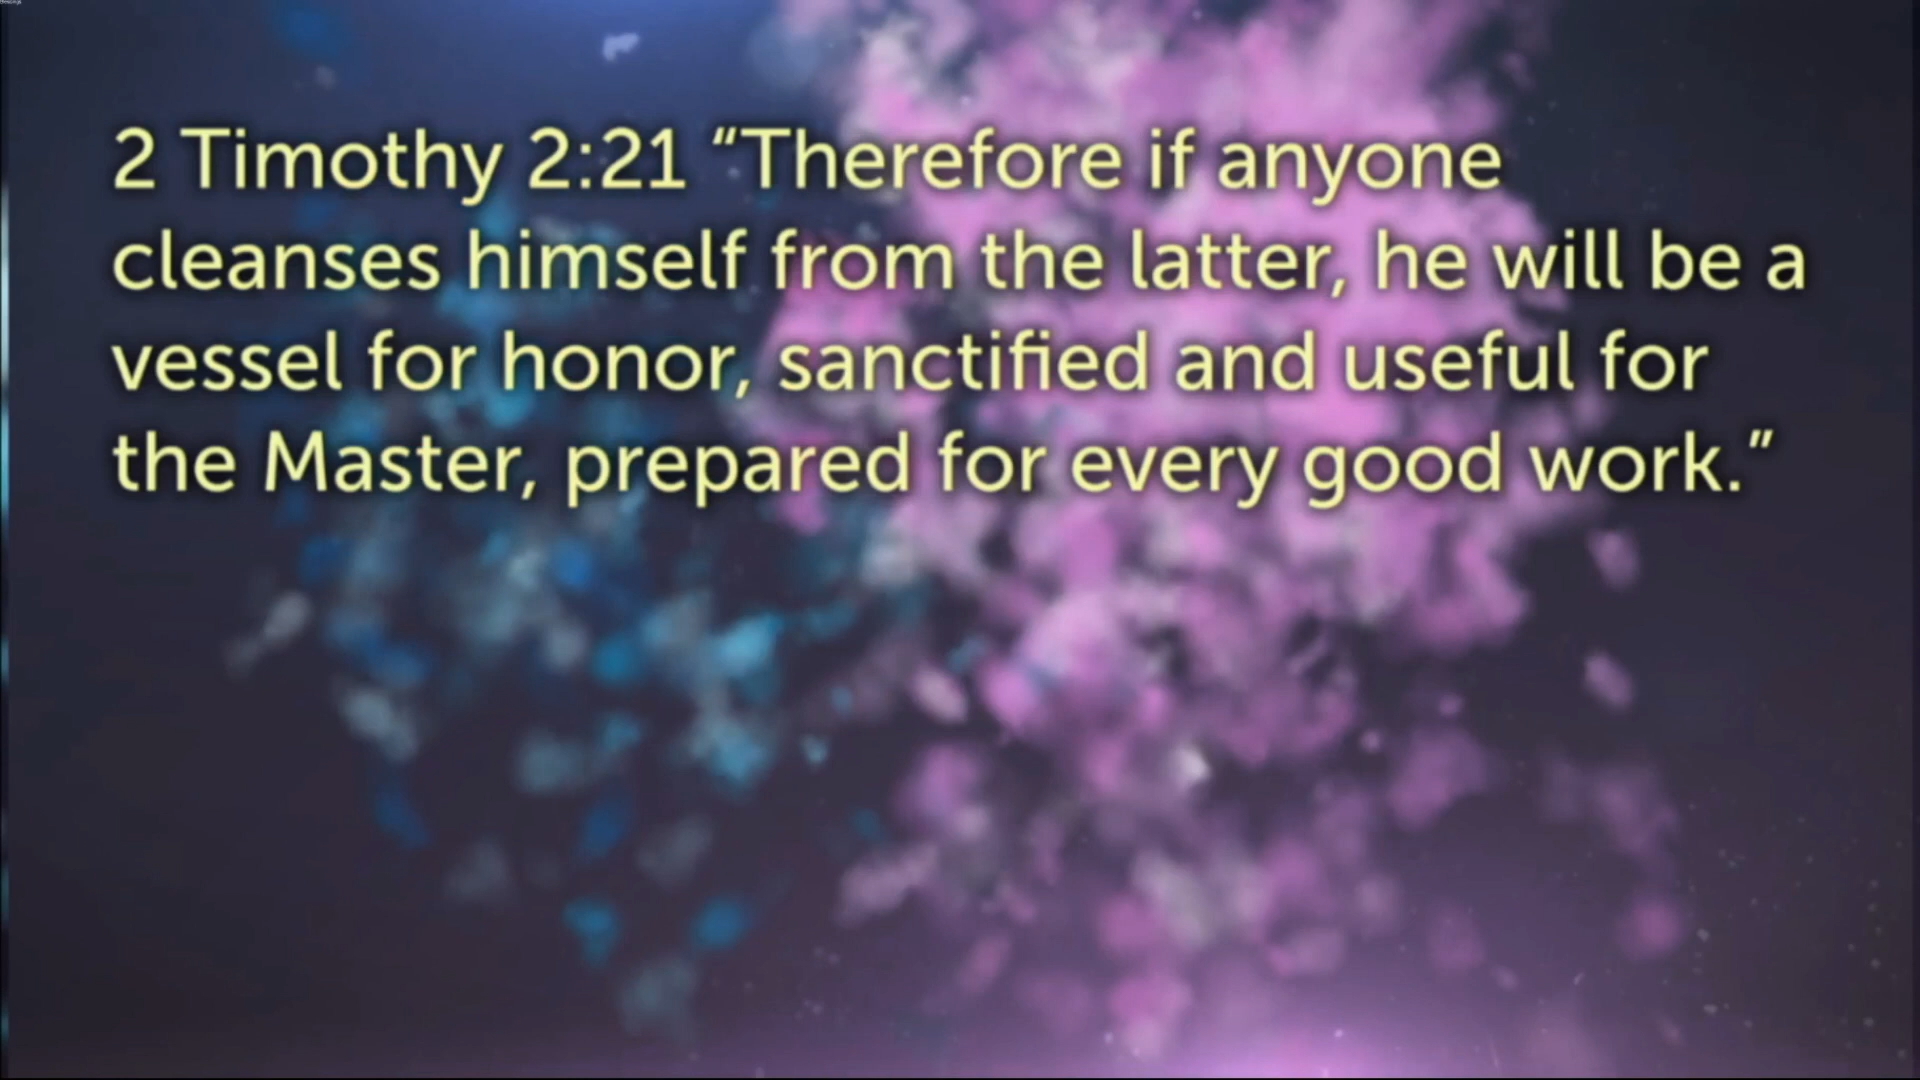 2 Timothy 2:21 “Therefore if anyone
cleanses himself from the latter, he will be a
vessel for honor, sanctified and useful for
the Master, prepared for every good work.”